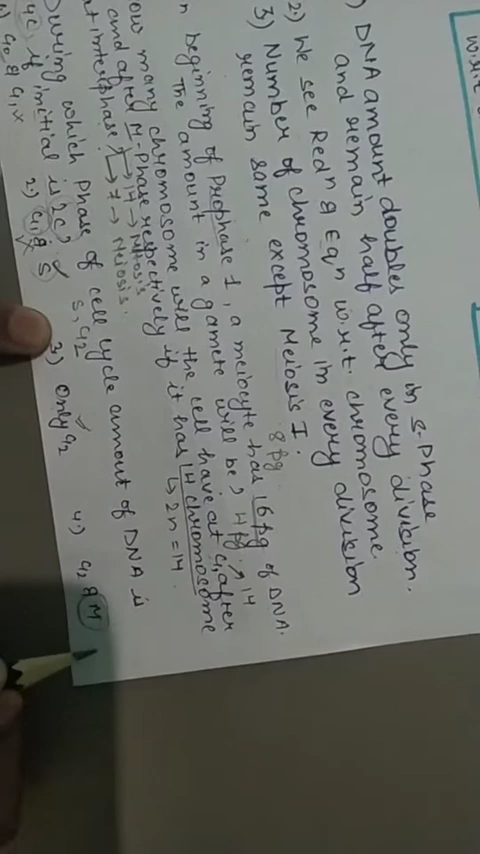 w.r.t
1) DNA amount doubles only in S-Phase
and remain half after every division.
2) We see Redn & Eqn w.r.t. chromosome
3) Number of chromosome in every division
remain same except Meiosis I.
8 pg
n beginning of Prophase 1, a meiocyte has 16 pg of DNA.
The amount in a gamete will be? 4 pg
14
ow many chromosome will the cell have at G1, after
and after M-Phase respectively if it has 14 chromosome
at interphase? 14 → Mitosis
7 → Meiosis.
↳ 2n = 14
During which Phase of cell cycle amount of DNA is
4C if initial is 2C? S, G2
1) G0 & G1 x 2) G1 & S 3) Only G2 4) G2 & M